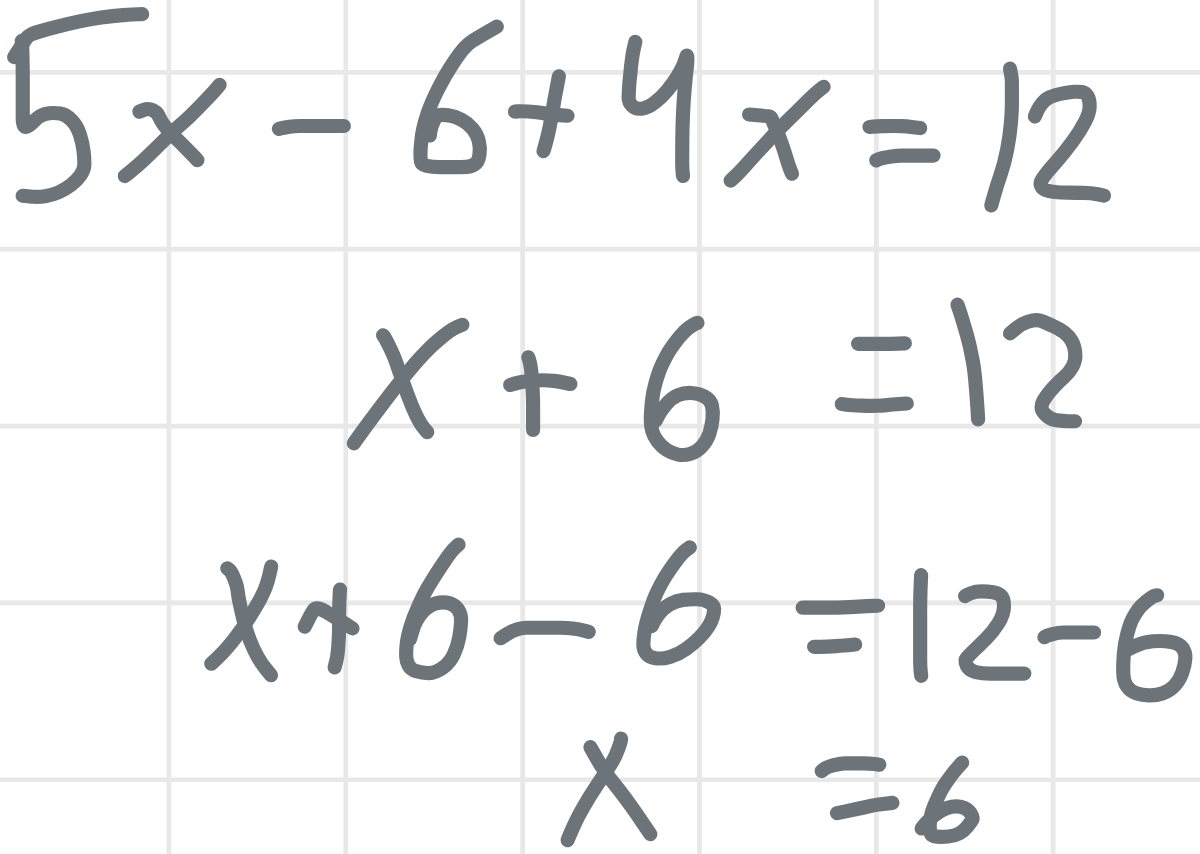 5x - 6 + 4x = 12
x + 6 = 12
x + 6 - 6 = 12 - 6
x = 6